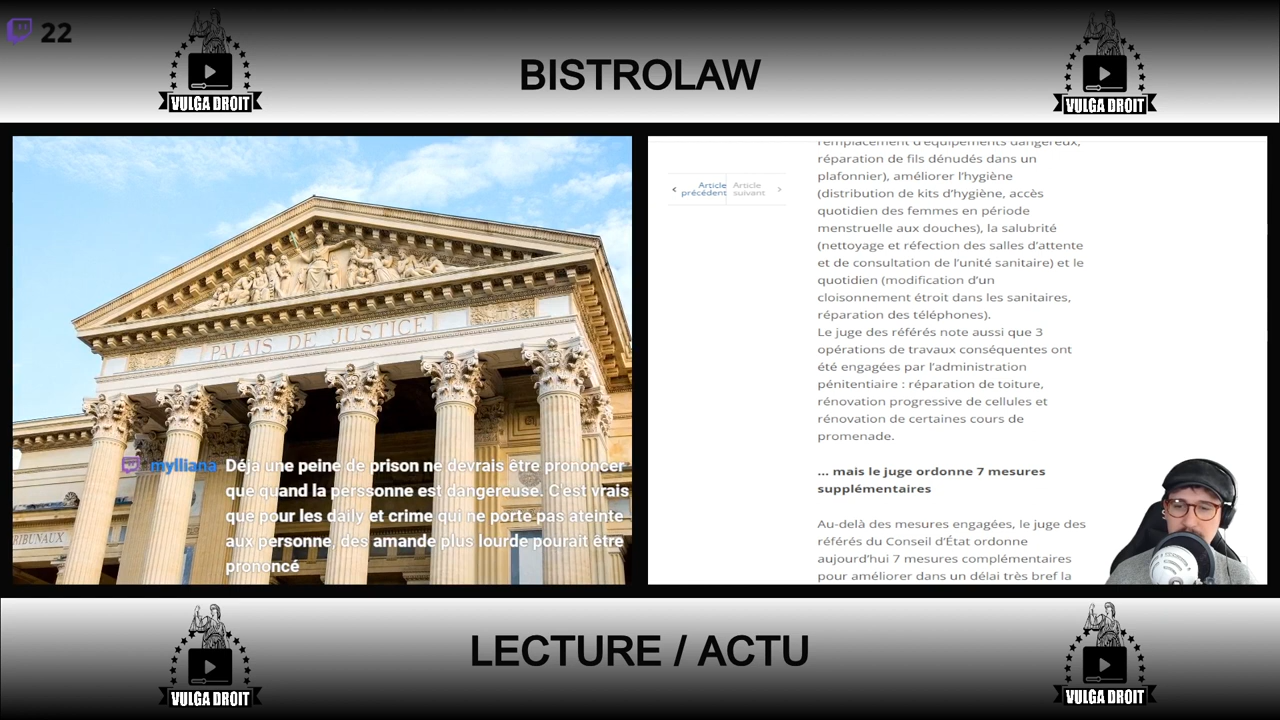 22
BISTROLAW
VULGA DROIT
VULGA DROIT
PALAIS DE JUSTICE
RIBUNAUX
mylliana Déja une peine de prison ne devrais être prononcer
que quand la perssonne est dangereuse. C'est vrais
que pour les daily et crime qui ne porte pas ateinte
aux personne, des amande plus lourde pourait être
prononcé
Article
précédent
Article
suivant
remplacement d'équipements dangereux,
réparation de fils dénudés dans un
plafonnier), améliorer l'hygiène
(distribution de kits d'hygiène, accès
quotidien des femmes en période
menstruelle aux douches), la salubrité
(nettoyage et réfection des salles d'attente
et de consultation de l'unité sanitaire) et le
quotidien (modification d'un
cloisonnement étroit dans les sanitaires,
réparation des téléphones).
Le juge des référés note aussi que 3
opérations de travaux conséquentes ont
été engagées par l'administration
pénitentiaire : réparation de toiture,
rénovation progressive de cellules et
rénovation de certaines cours de
promenade.
... mais le juge ordonne 7 mesures
supplémentaires
Au-delà des mesures engagées, le juge des
référés du Conseil d'État ordonne
aujourd'hui 7 mesures complémentaires
pour améliorer dans un délai très bref la
LECTURE / ACTU
VULGA DROIT
VULGA DROIT